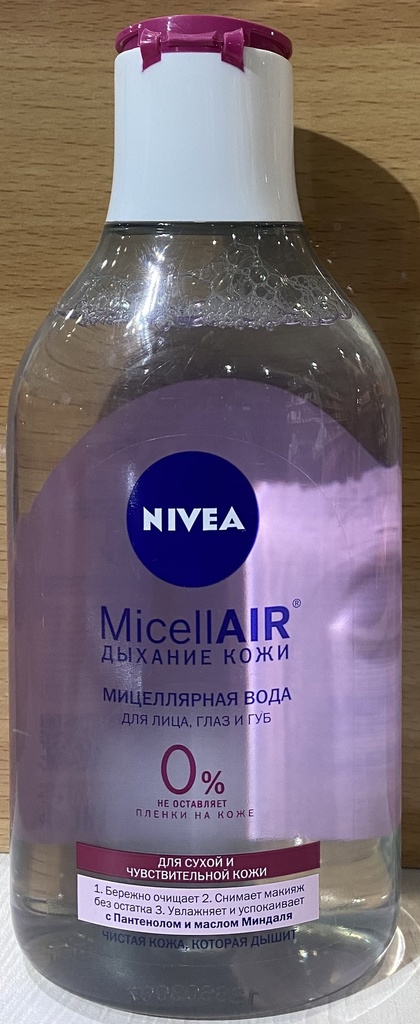 NIVEA
MicellAIR®
ДЫХАНИЕ КОЖИ
МИЦЕЛЛЯРНАЯ ВОДА
ДЛЯ ЛИЦА, ГЛАЗ И ГУБ
0%
НЕ ОСТАВЛЯЕТ
ПЛЕНКИ НА КОЖЕ
ДЛЯ СУХОЙ И
ЧУВСТВИТЕЛЬНОЙ КОЖИ
1. Бережно очищает 2. Снимает макияж
без остатка 3. Увлажняет и успокаивает
с Пантенолом и маслом Миндаля
ЧИСТАЯ КОЖА, КОТОРАЯ ДЫШИТ